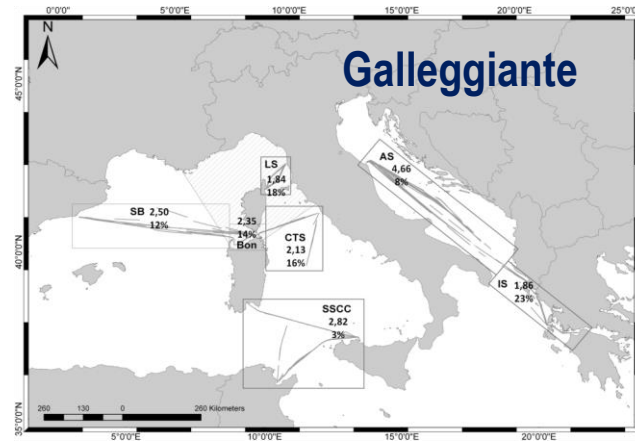 0°0'0" 5°0'0"E 10°0'0"E 15°0'0"E 20°0'0"E 25°0'0"E
N
Galleggiante
45°0'0"N
40°0'0"N
35°0'0"N
LS
1,84
18%
AS
4,66
8%
SB 2,50
12%
2,35
14%
Bon
CTS
2,13
16%
IS 1,86
23%
SSCC
2,82
3%
260 130 0 260 Kilometers
5°0'0"E 10°0'0"E 15°0'0"E 20°0'0"E